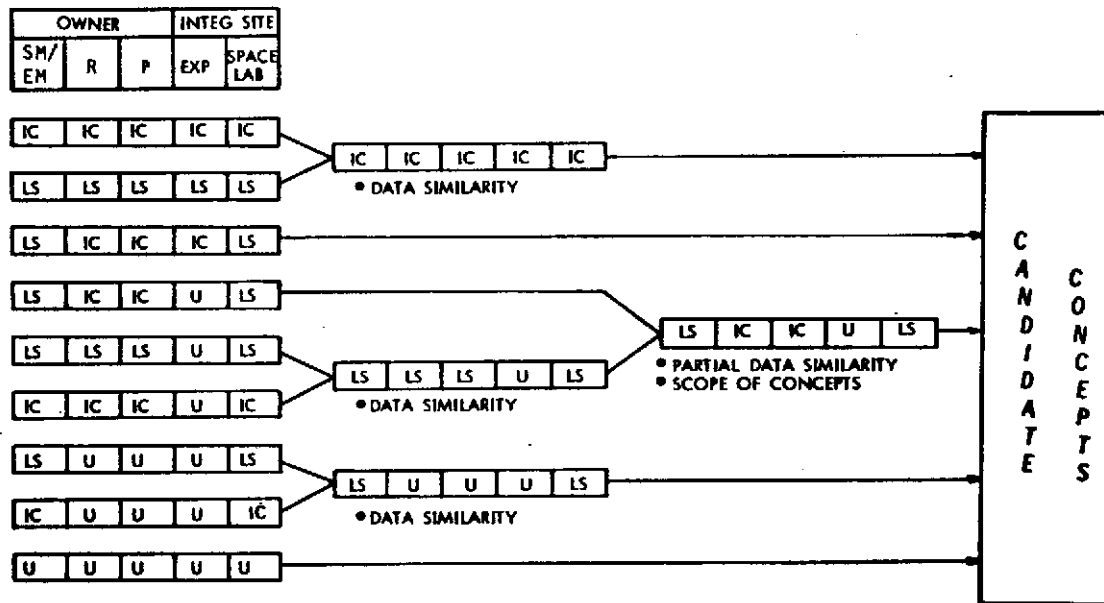 OWNER INTEG SITE
SM/ EM R P EXP SPACE LAB
IC IC IC IC IC
IC IC IC IC IC
LS LS LS LS LS
• DATA SIMILARITY
LS IC IC IC LS
LS IC IC U LS
LS IC IC U LS
LS LS LS U LS
• PARTIAL DATA SIMILARITY
• SCOPE OF CONCEPTS
LS LS LS U LS
IC IC IC U IC
• DATA SIMILARITY
LS U U U LS
LS U U U LS
IC U U U IC
• DATA SIMILARITY
U U U U U
CANDIDATE
CONCEPTS